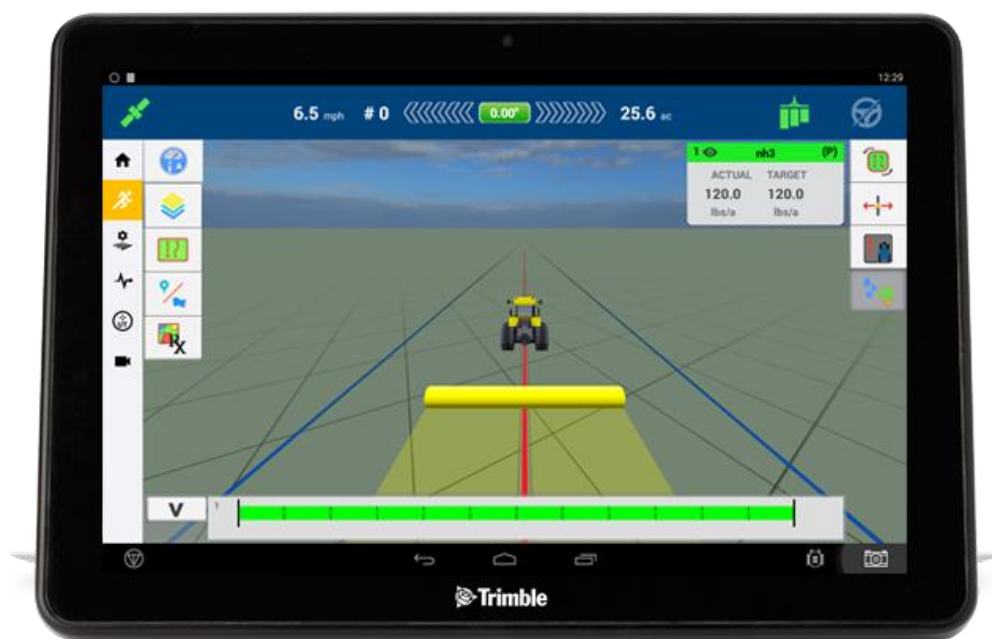 12:29
6.5 mph # 0 0.00° 25.6 ac
1 nh3 (P)
ACTUAL TARGET
120.0 120.0
lbs/a lbs/a
Rx
V 1
Trimble